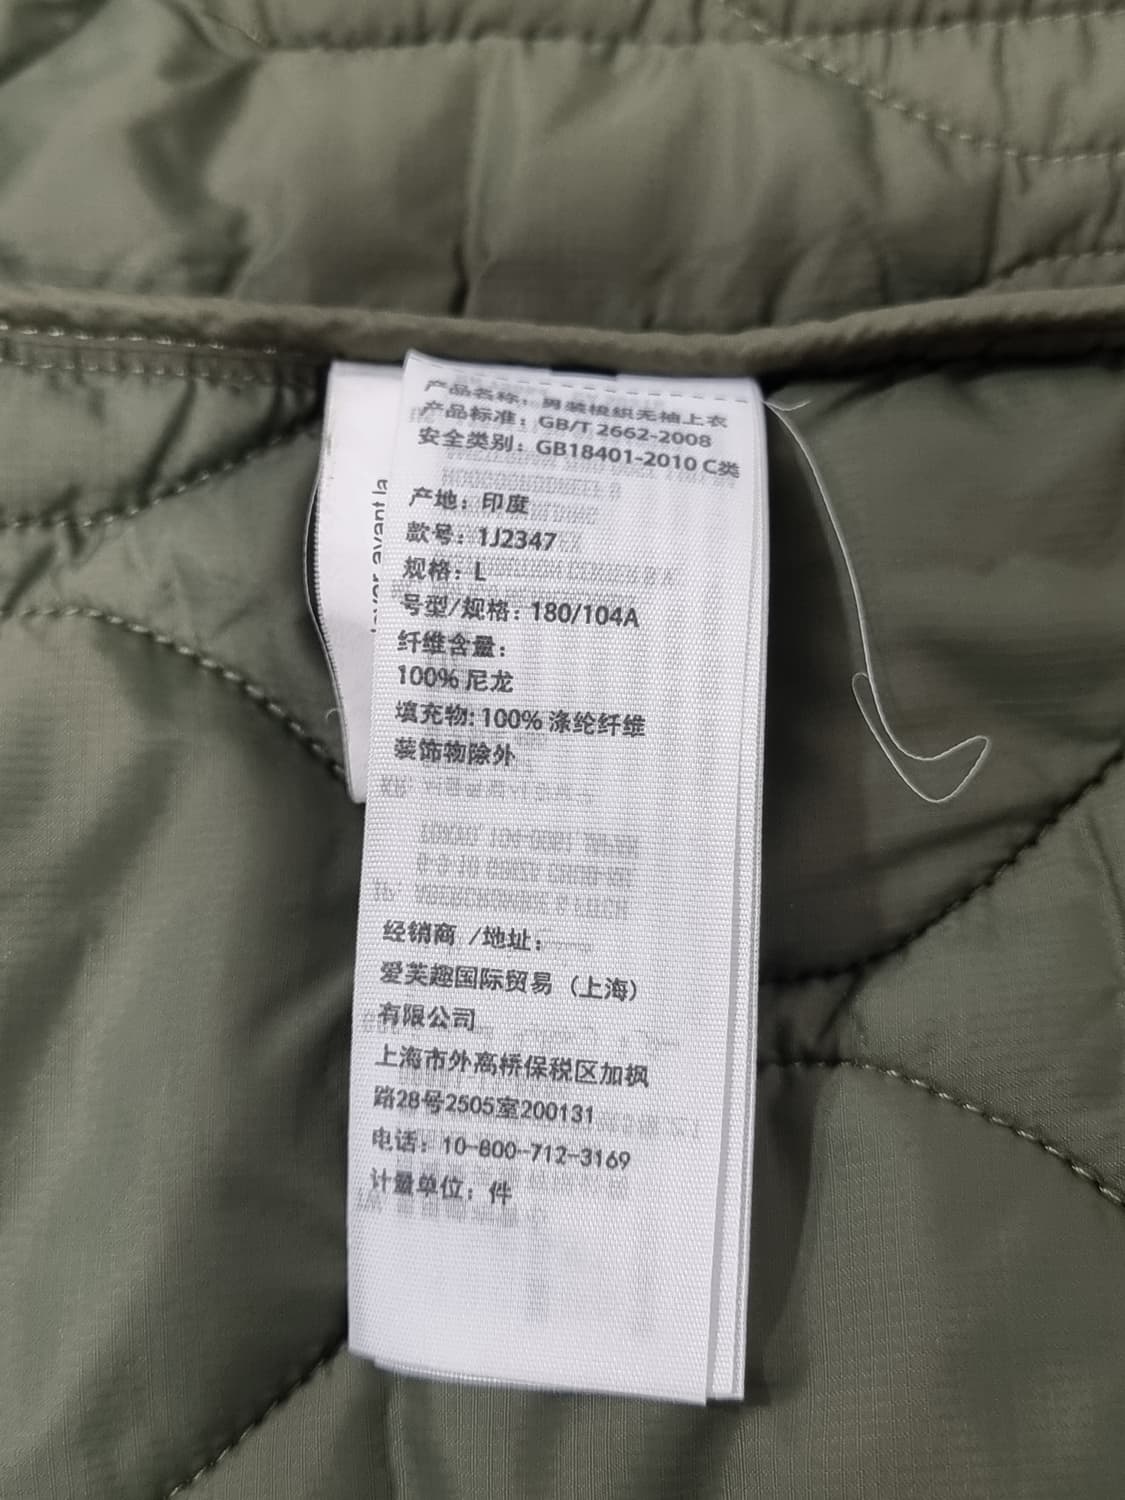 产品名称：男装梭织无袖上衣
产品标准：GB/T 2662-2008
安全类别：GB18401-2010 C类
产地：印度
款号：1J2347
规格：L
号型/规格：180/104A
纤维含量：
100% 尼龙
填充物：100% 涤纶纤维
装饰物除外
经销商 /地址：
爱芙趣国际贸易（上海）
有限公司
上海市外高桥保税区加枫
路28号2505室200131
电话：10-800-712-3169
计量单位：件
layer event la